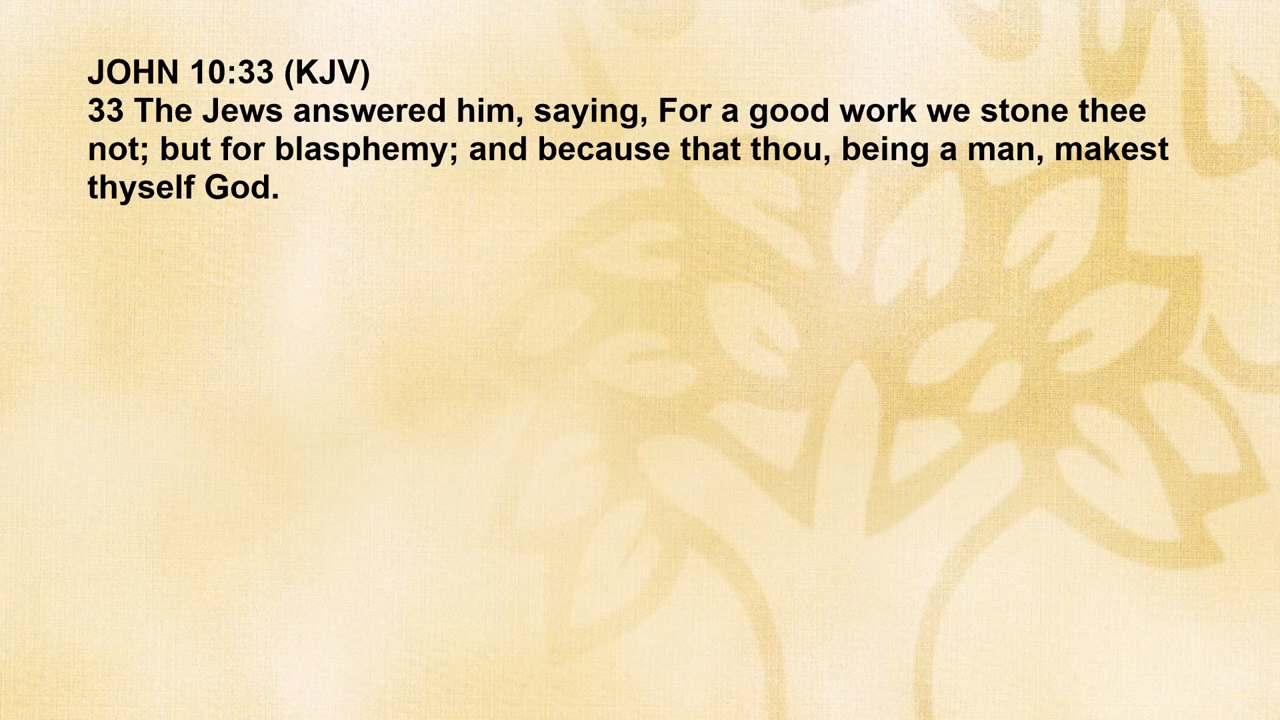 JOHN 10:33 (KJV)
33 The Jews answered him, saying, For a good work we stone thee
not; but for blasphemy; and because that thou, being a man, makest
thyself God.